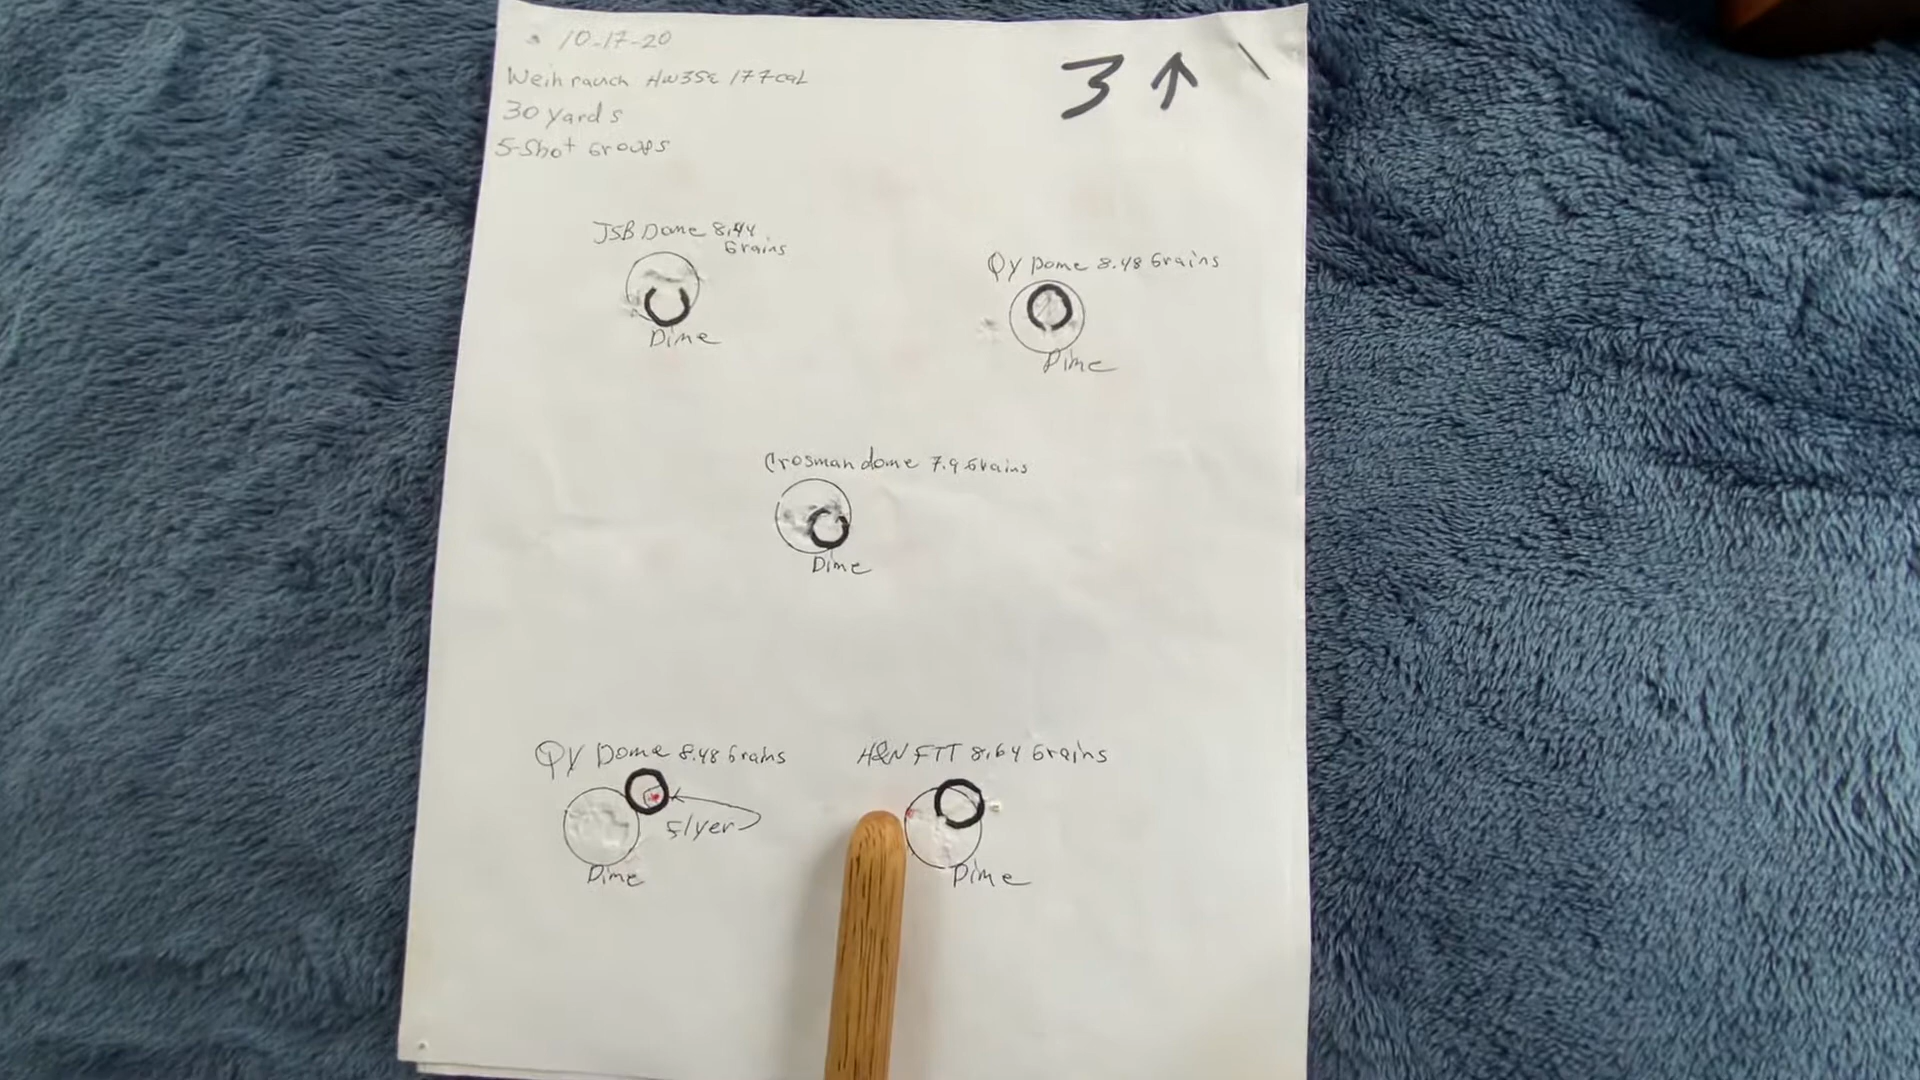 10-17-20
Weihrauch HW35E 177cal
3 ↑
30 yards
5-Shot Groups
JSB Dome 8.44
Grains
Dime
QY Dome 8.48 Grains
Dime
Crosman dome 7.9 Grains
Dime
QY Dome 8.48 Grains
Flyer
Dime
H&N FTT 8.64 Grains
Dime